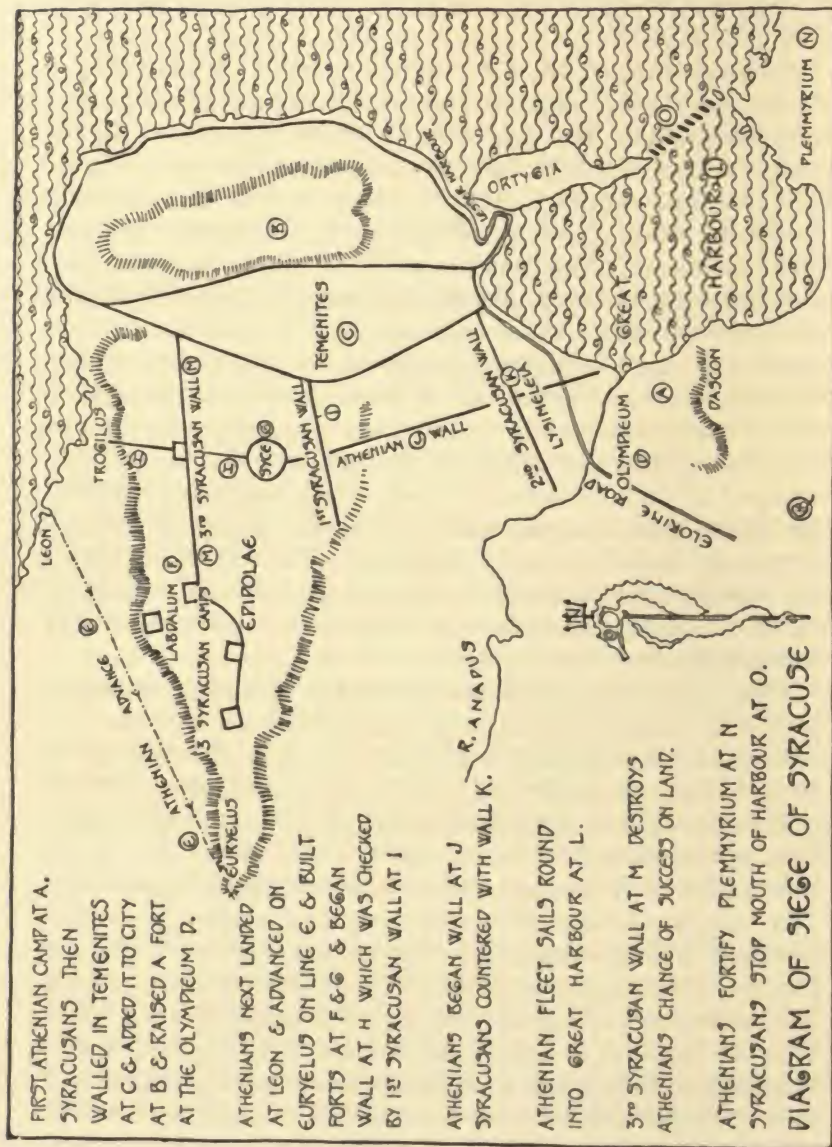 FIRST ATHENIAN CAMP AT A.
SYRACUSANS THEN
WALLED IN TEMENITES
AT C & ADDED IT TO CITY
AT B & RAISED A FORT
AT THE OLYMPIEUM D.
ATHENIANS NEXT LANDED
AT LEON & ADVANCED ON
EURYELUS ON LINE E & BUILT
FORTS AT F & G & BEGAN
WALL AT H WHICH WAS CHECKED
BY 1ST SYRACUSAN WALL AT I
ATHENIANS BEGAN WALL AT J
SYRACUSANS COUNTERED WITH WALL K.
ATHENIAN FLEET SAILS ROUND
INTO GREAT HARBOUR AT L.
3RD SYRACUSAN WALL AT M DESTROYS
ATHENIANS CHANCE OF SUCCESS ON LAND.
ATHENIANS FORTIFY PLEMMYRIUM AT N
SYRACUSANS STOP MOUTH OF HARBOUR AT O.
DIAGRAM OF SIEGE OF SYRACUSE
LEON
ATHENIAN ADVANCE
E
E
TROGILUS
H
LABDALUM F
3 SYRACUSAN CAMPS
M 3RD SYRACUSAN WALL M
EURYELUS
EPIPOLAE
H
SYCE G
B
1ST SYRACUSAN WALL
I
TEMENITES
C
ATHENIAN J WALL
2ND SYRACUSAN WALL
K
LYSIMELEIA
LESSER HARBOUR
ORTYGIA
R. ANAPUS
GREAT
HARBOUR L
O
ELORINE ROAD
OLYMPIEUM
D
A
DASCON
PLEMMYRIUM N